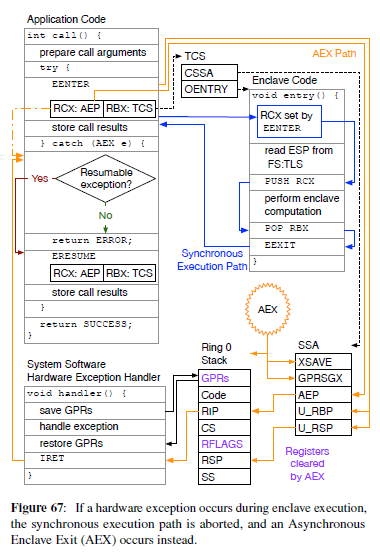 Application Code
int call() {
prepare call arguments
try {
EENTER
RCX: AEP RBX: TCS
store call results
} catch (AEX e) {
Yes
Resumable
exception?
No
return ERROR;
ERESUME
RCX: AEP RBX: TCS
store call results
}
return SUCCESS;
}
AEX Path
TCS
CSSA
OENTRY
Enclave Code
void entry() {
RCX set by
EENTER
read ESP from
FS:TLS
PUSH RCX
perform enclave
computation
POP RBX
EEXIT
}
Synchronous
Execution Path
AEX
System Software
Hardware Exception Handler
void handler() {
save GPRs
handle exception
restore GPRs
IRET
}
Ring 0
Stack
GPRs
Code
RIP
CS
RFLAGS
RSP
SS
SSA
XSAVE
GPRSGX
AEP
U_RBP
U_RSP
Registers
cleared
by AEX
Figure 67: If a hardware exception occurs during enclave execution,
the synchronous execution path is aborted, and an Asynchronous
Enclave Exit (AEX) occurs instead.